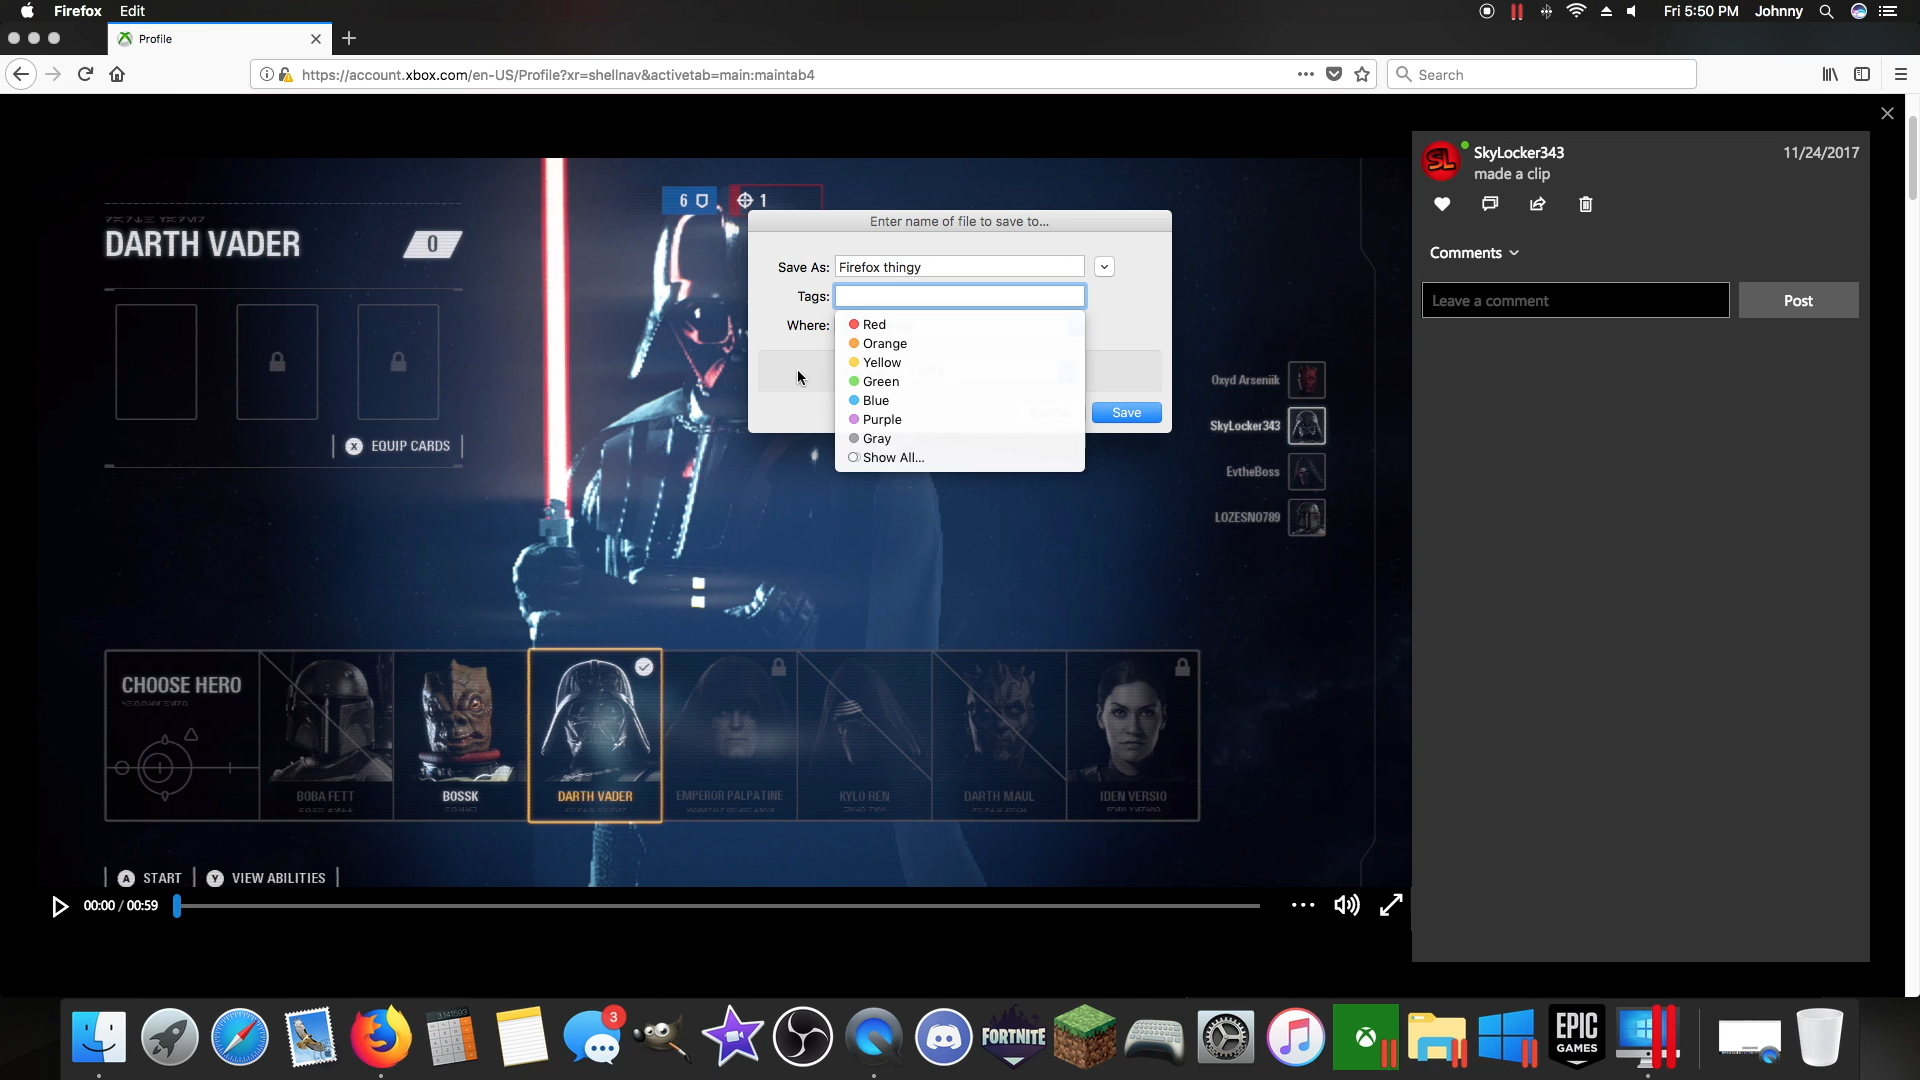 Firefox Edit
Fri 5:50 PM Johnny
Profile
https://account.xbox.com/en-US/Profile?xr=shellnav&activetab=main:maintab4
Search
SkyLocker343
11/24/2017
made a clip
SL
Comments
Leave a comment
Post
DARTH VADER
0
6
1
Enter name of file to save to...
Save As: Firefox thingy
Tags:
Where:
Red
Orange
Yellow
Green
Blue
Purple
Gray
Show All...
Save
X EQUIP CARDS
Oxyd Arseniik
SkyLocker343
EvtheBoss
LOZESNO789
CHOOSE HERO
BOBA FETT
BOSSK
DARTH VADER
EMPEROR PALPATINE
KYLO REN
DARTH MAUL
IDEN VERSIO
A START
Y VIEW ABILITIES
00:00 / 00:59
3.141593
3
FORTNITE
EPIC
GAMES